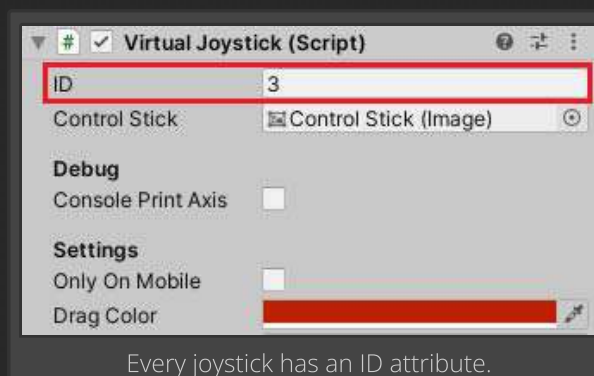 # Virtual Joystick (Script)
ID 3
Control Stick Control Stick (Image)
Debug
Console Print Axis
Settings
Only On Mobile
Drag Color
Every joystick has an ID attribute.